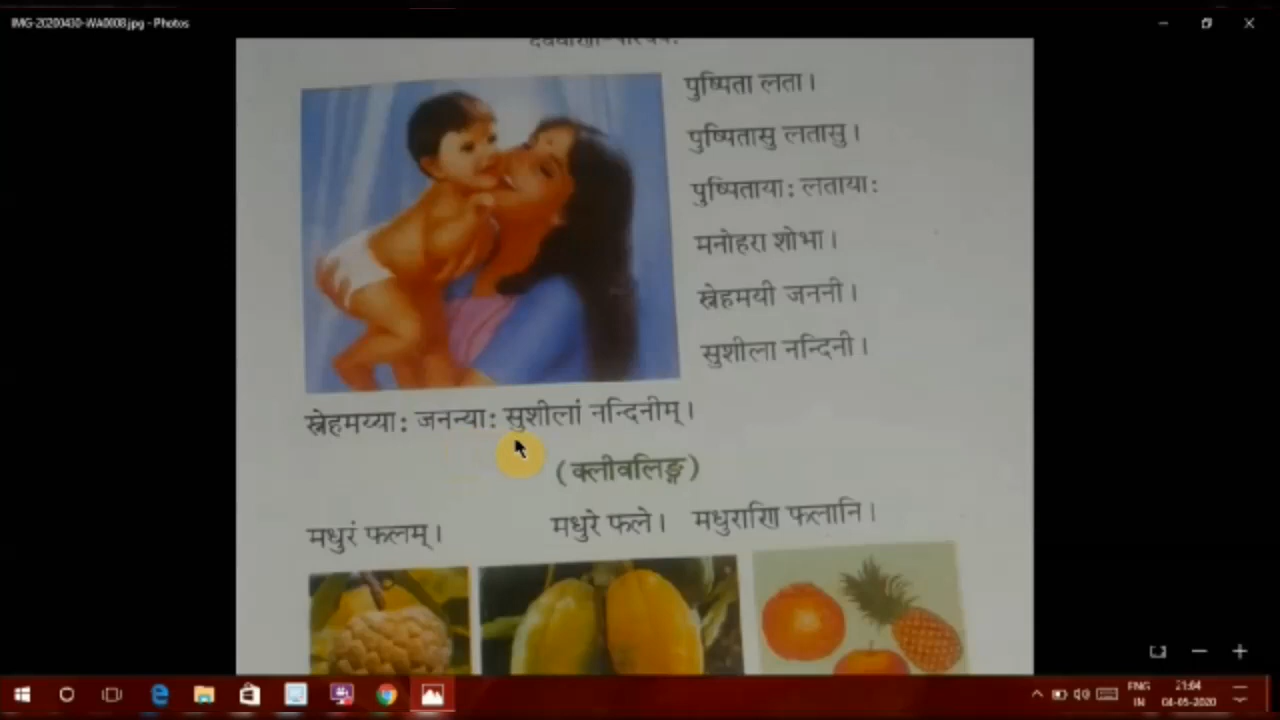 IMG-20200430-WA0008.jpg - Photos
पुष्पिता लता।
पुष्पितासु लतासु।
पुष्पितायाः लतायाः
मनोहरा शोभा।
स्नेहमयी जननी।
सुशीला नन्दिनी।
स्नेहमय्याः जनन्याः सुशीलां नन्दिनीम्।
(क्लीवलिङ्ग)
मधुरं फलम्। मधुरे फले। मधुराणि फलानि।
ENG 21:04
IN 04-05-2020